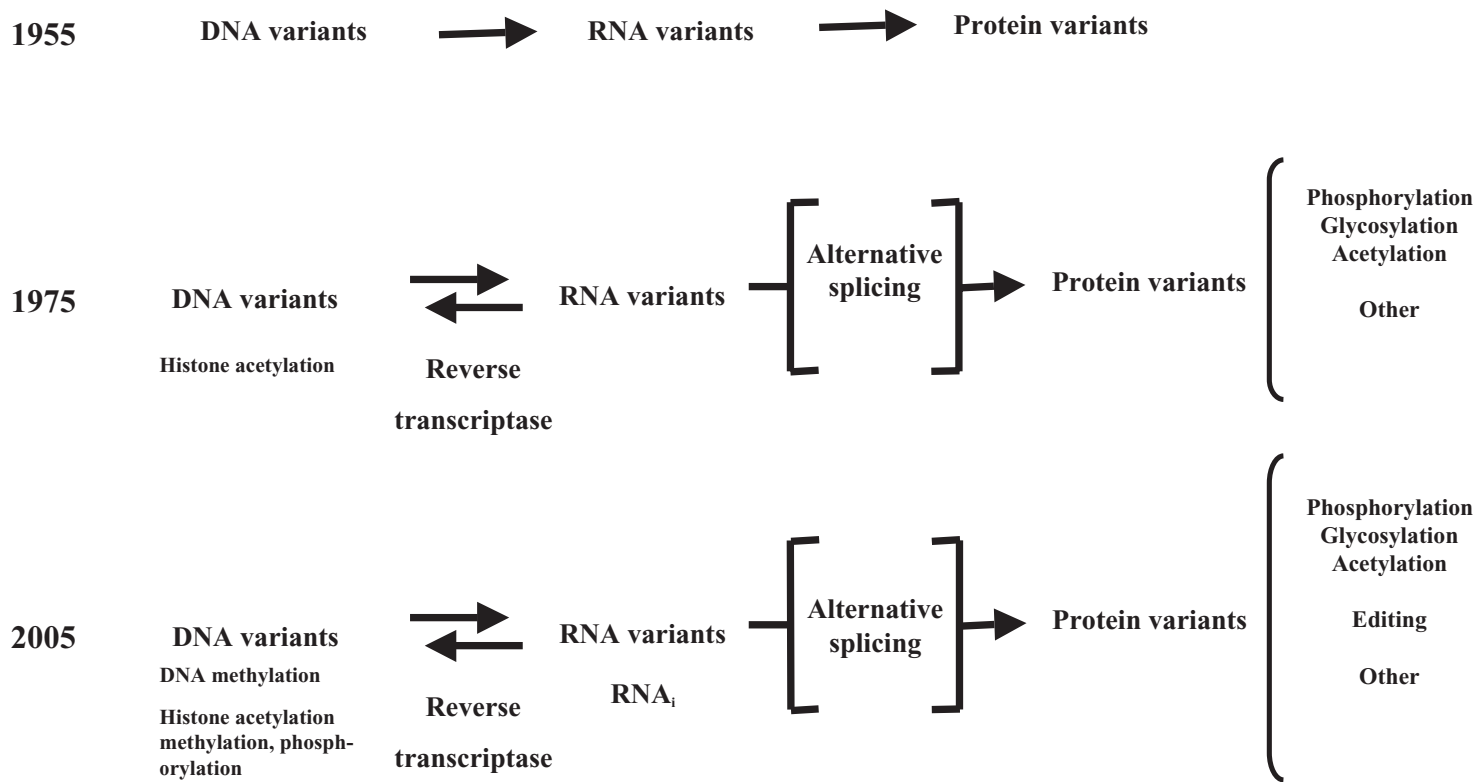 1955 DNA variants RNA variants Protein variants
Phosphorylation
Glycosylation
Acetylation
Alternative
splicing
1975 DNA variants RNA variants Protein variants
Other
Histone acetylation
Reverse
transcriptase
Phosphorylation
Glycosylation
Acetylation
Alternative
splicing
2005 DNA variants RNA variants Protein variants
Editing
DNA methylation
Other
RNAi
Histone acetylation
methylation, phosph-
orylation
Reverse
transcriptase